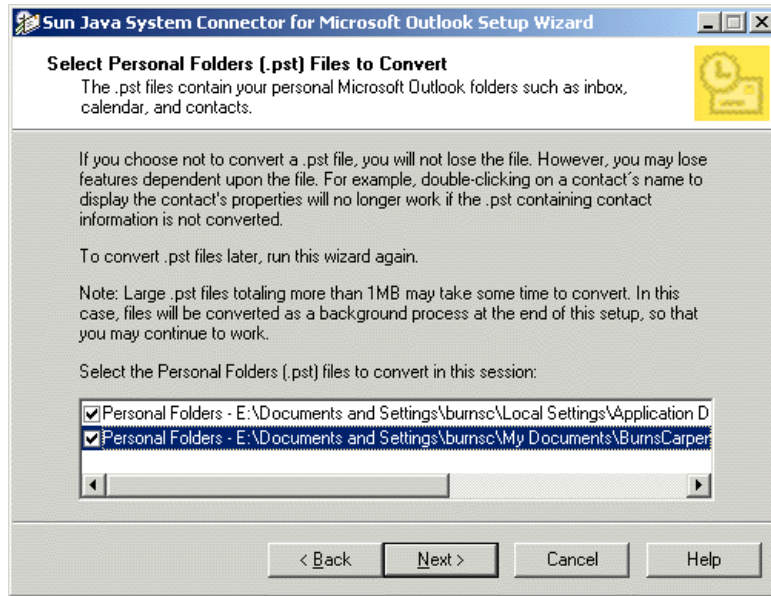 Sun Java System Connector for Microsoft Outlook Setup Wizard
Select Personal Folders (.pst) Files to Convert
The .pst files contain your personal Microsoft Outlook folders such as inbox,
calendar, and contacts.
If you choose not to convert a .pst file, you will not lose the file. However, you may lose
features dependent upon the file. For example, double-clicking on a contact´s name to
display the contact's properties will no longer work if the .pst containing contact
information is not converted.
To convert .pst files later, run this wizard again.
Note: Large .pst files totaling more than 1MB may take some time to convert. In this
case, files will be converted as a background process at the end of this setup, so that
you may continue to work.
Select the Personal Folders (.pst) files to convert in this session:
Personal Folders - E:\Documents and Settings\burnsc\Local Settings\Application D
Personal Folders - E:\Documents and Settings\burnsc\My Documents\BurnsCarpen
< Back Next > Cancel Help